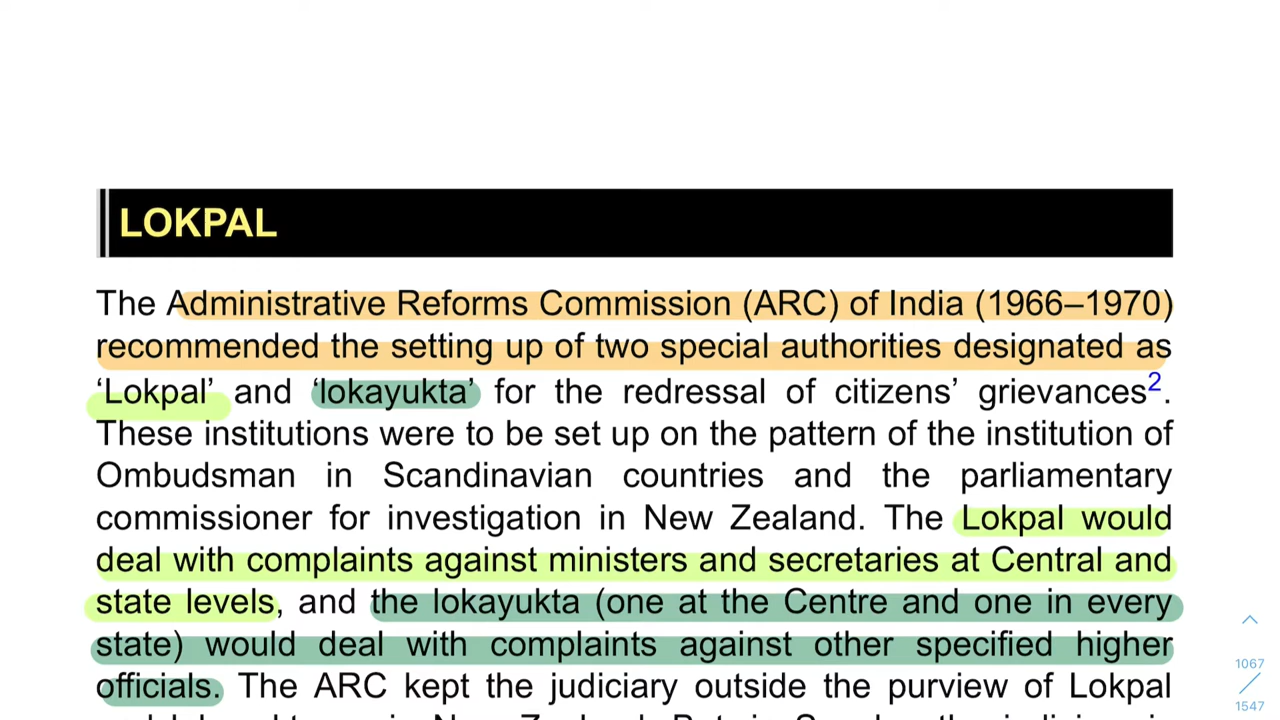 LOKPAL
The Administrative Reforms Commission (ARC) of India (1966–1970)
recommended the setting up of two special authorities designated as
‘Lokpal’ and ‘lokayukta’ for the redressal of citizens’ grievances2.
These institutions were to be set up on the pattern of the institution of
Ombudsman in Scandinavian countries and the parliamentary
commissioner for investigation in New Zealand. The Lokpal would
deal with complaints against ministers and secretaries at Central and
state levels, and the lokayukta (one at the Centre and one in every
state) would deal with complaints against other specified higher
officials. The ARC kept the judiciary outside the purview of Lokpal
1067
1547